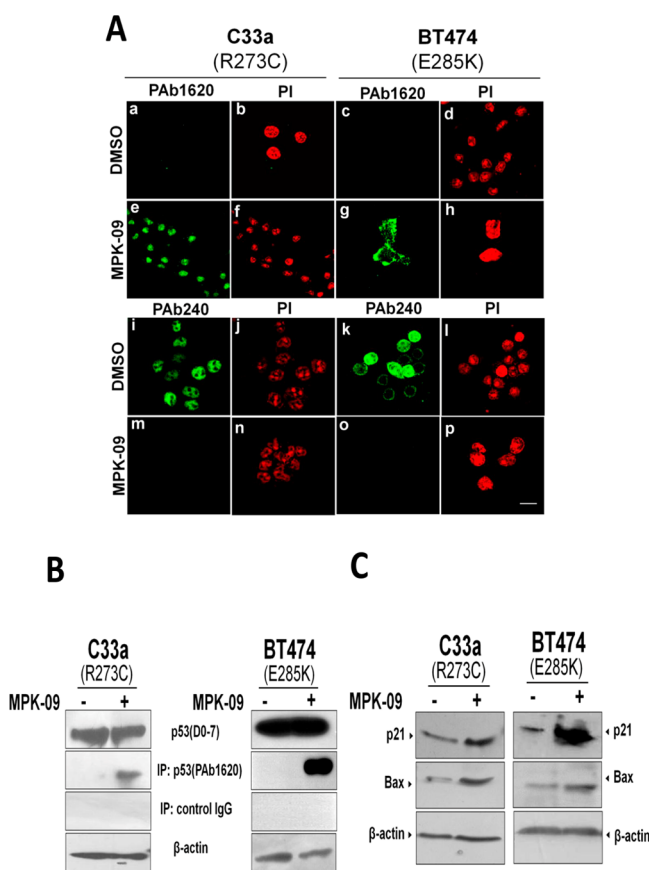 A
C33a BT474
(R273C) (E285K)
PAb1620 PI PAb1620 PI
DMSO a b c d
MPK-09 e f g h
PAb240 PI PAb240 PI
DMSO i j k l
MPK-09 m n o p
B
C33a BT474
(R273C) (E285K)
MPK-09 - + MPK-09 - +
p53(D0-7)
IP: p53(PAb1620)
IP: control IgG
β-actin
C
C33a BT474
(R273C) (E285K)
MPK-09 - + - +
p21 p21
Bax Bax
β-actin β-actin